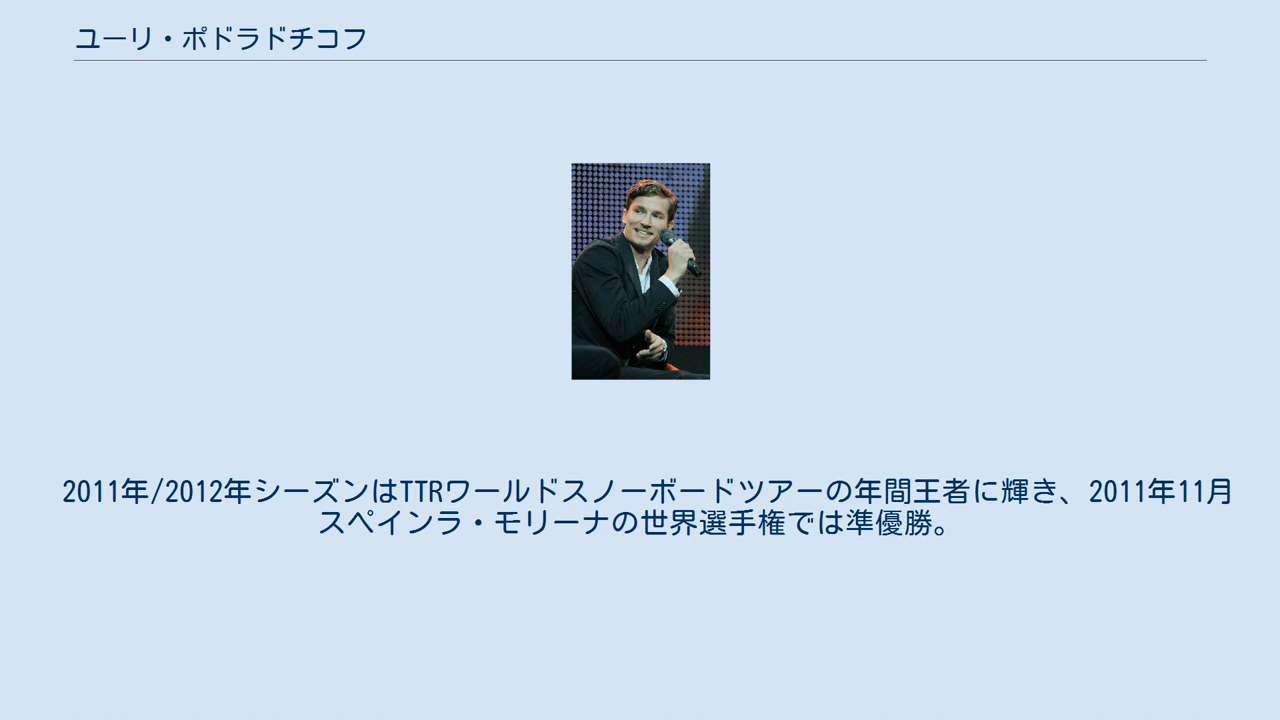 ユーリ・ポドラドチコフ
2011年/2012年シーズンはTTRワールドスノーボードツアーの年間王者に輝き、2011年11月
スペインラ・モリーナの世界選手権では準優勝。